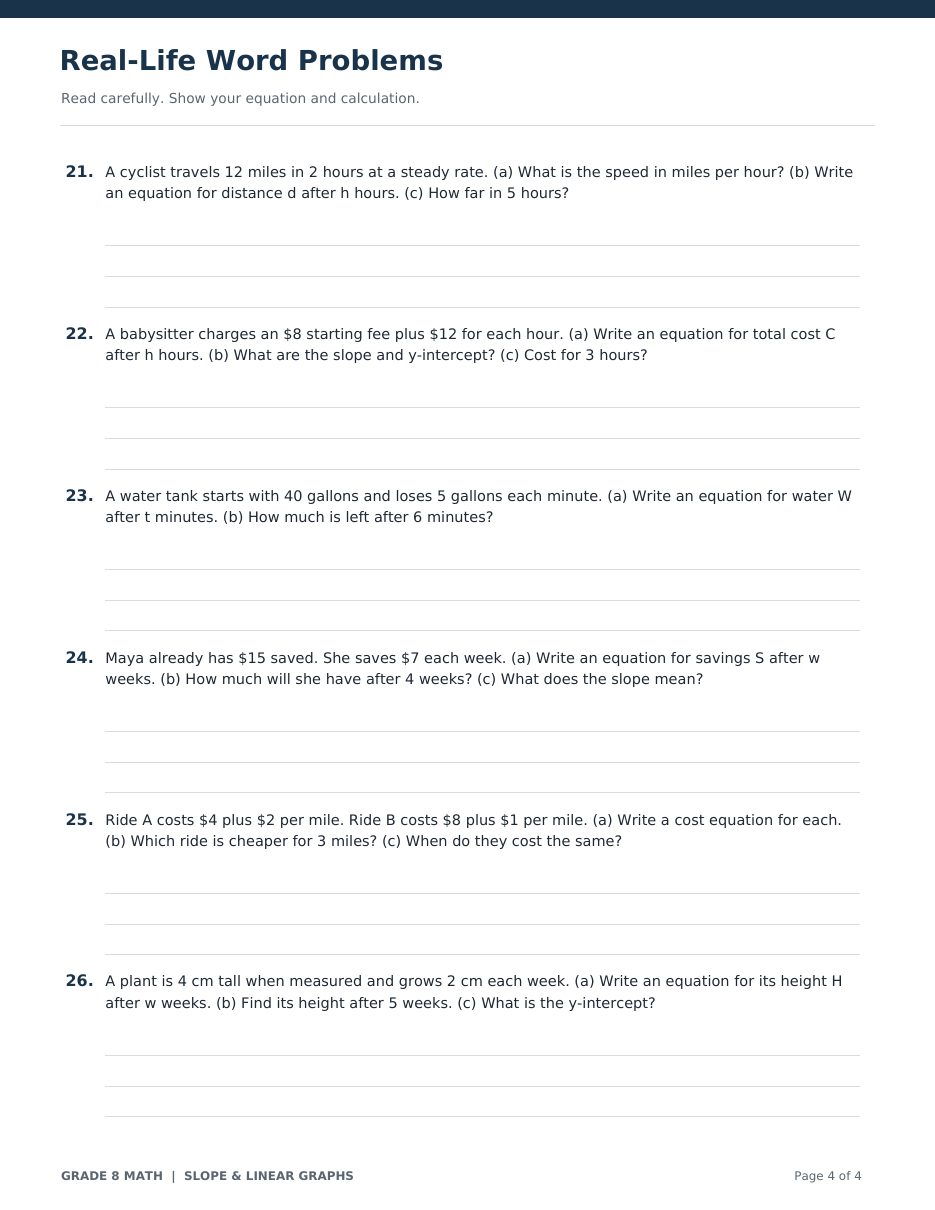 Real-Life Word Problems
Read carefully. Show your equation and calculation.
21. A cyclist travels 12 miles in 2 hours at a steady rate. (a) What is the speed in miles per hour? (b) Write
an equation for distance d after h hours. (c) How far in 5 hours?
22. A babysitter charges an $8 starting fee plus $12 for each hour. (a) Write an equation for total cost C
after h hours. (b) What are the slope and y-intercept? (c) Cost for 3 hours?
23. A water tank starts with 40 gallons and loses 5 gallons each minute. (a) Write an equation for water W
after t minutes. (b) How much is left after 6 minutes?
24. Maya already has $15 saved. She saves $7 each week. (a) Write an equation for savings S after w
weeks. (b) How much will she have after 4 weeks? (c) What does the slope mean?
25. Ride A costs $4 plus $2 per mile. Ride B costs $8 plus $1 per mile. (a) Write a cost equation for each.
(b) Which ride is cheaper for 3 miles? (c) When do they cost the same?
26. A plant is 4 cm tall when measured and grows 2 cm each week. (a) Write an equation for its height H
after w weeks. (b) Find its height after 5 weeks. (c) What is the y-intercept?
GRADE 8 MATH | SLOPE & LINEAR GRAPHS
Page 4 of 4